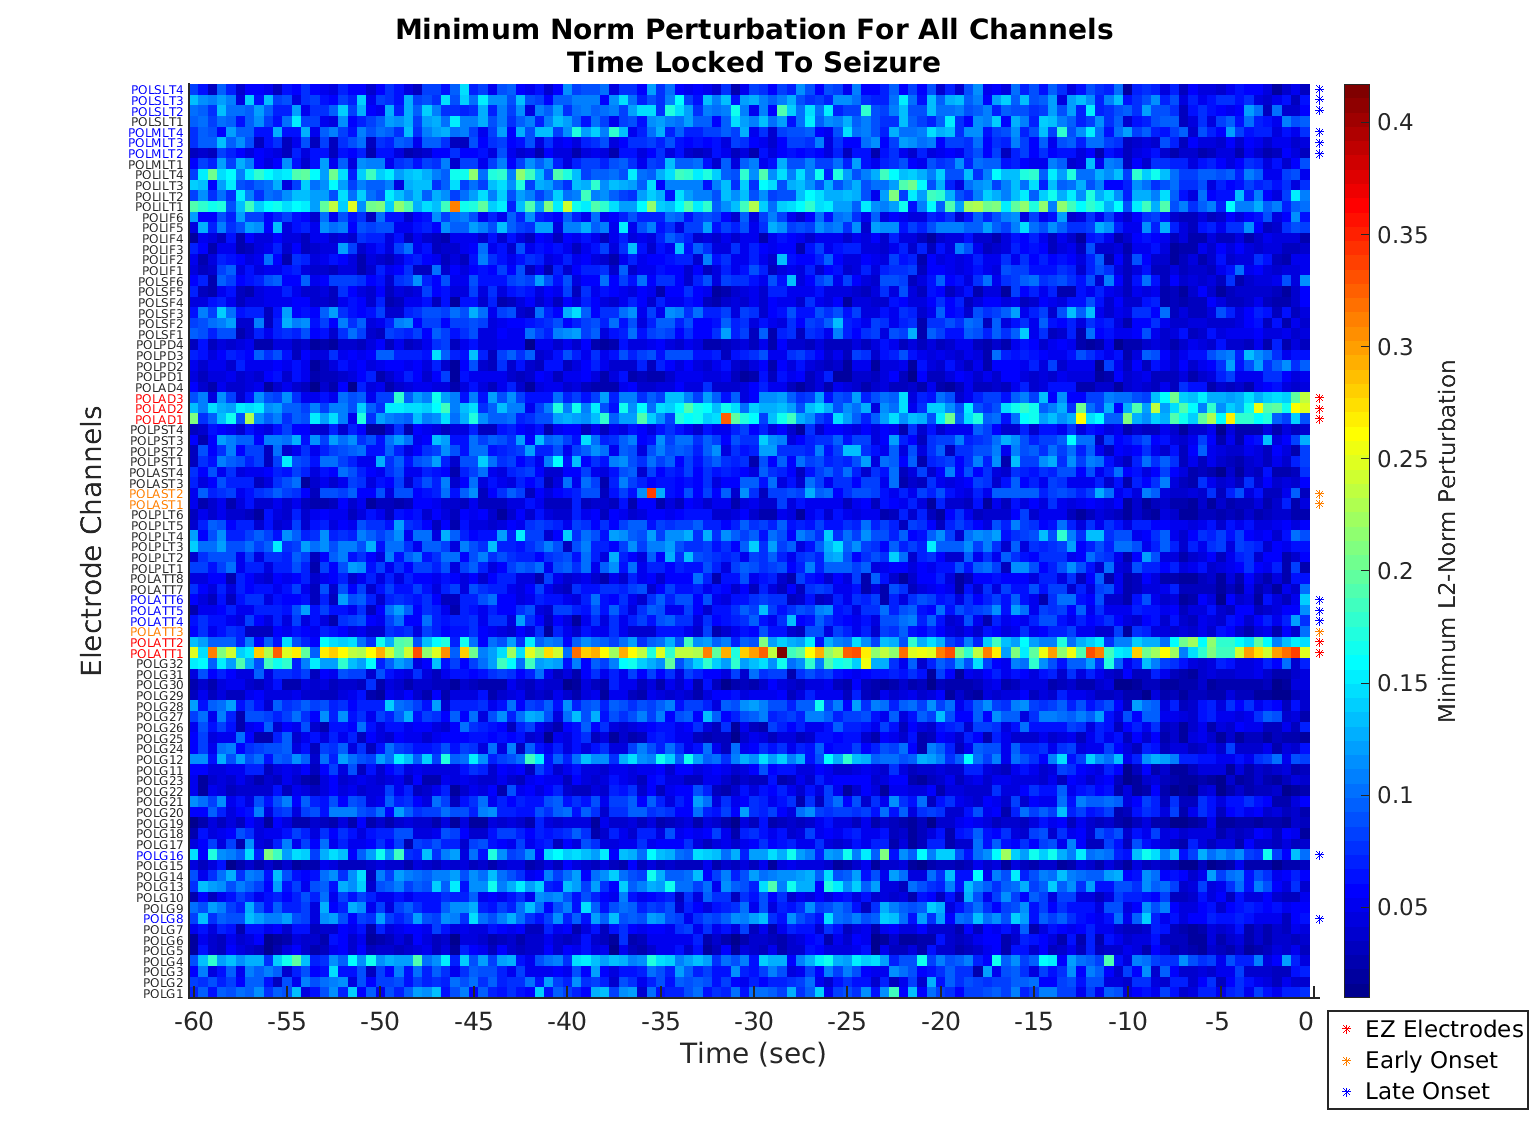 Minimum Norm Perturbation For All Channels
Time Locked To Seizure
Electrode Channels
POLSLT4
POLSLT3
POLSLT2
POLSLT1
POLMLT4
POLMLT3
POLMLT2
POLMLT1
POLILT4
POLILT3
POLILT2
POLILT1
POLIF6
POLIF5
POLIF4
POLIF3
POLIF2
POLIF1
POLSF6
POLSF5
POLSF4
POLSF3
POLSF2
POLSF1
POLPD4
POLPD3
POLPD2
POLPD1
POLAD4
POLAD3
POLAD2
POLAD1
POLPST4
POLPST3
POLPST2
POLPST1
POLAST4
POLAST3
POLAST2
POLAST1
POLPLT6
POLPLT5
POLPLT4
POLPLT3
POLPLT2
POLPLT1
POLATT8
POLATT7
POLATT6
POLATT5
POLATT4
POLATT3
POLATT2
POLATT1
POLG32
POLG31
POLG30
POLG29
POLG28
POLG27
POLG26
POLG25
POLG24
POLG12
POLG11
POLG23
POLG22
POLG21
POLG20
POLG19
POLG18
POLG17
POLG16
POLG15
POLG14
POLG13
POLG10
POLG9
POLG8
POLG7
POLG6
POLG5
POLG4
POLG3
POLG2
POLG1
-60 -55 -50 -45 -40 -35 -30 -25 -20 -15 -10 -5 0
Time (sec)
0.4
0.35
0.3
0.25
0.2
0.15
0.1
0.05
Minimum L2-Norm Perturbation
EZ Electrodes
Early Onset
Late Onset